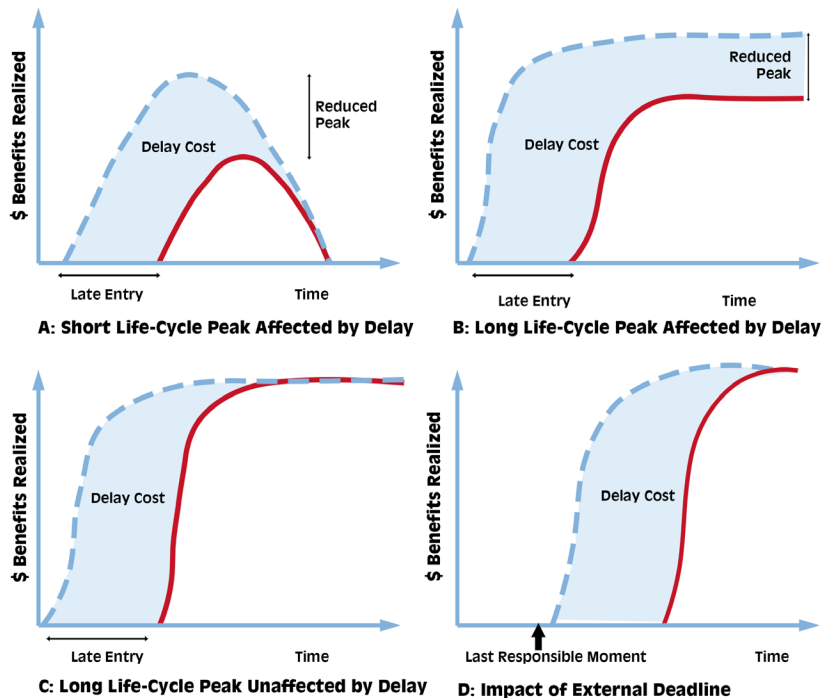 $ Benefits Realized
Delay Cost
Reduced
Peak
Late Entry
Time
A: Short Life-Cycle Peak Affected by Delay
$ Benefits Realized
Delay Cost
Reduced
Peak
Late Entry
Time
B: Long Life-Cycle Peak Affected by Delay
$ Benefits Realized
Delay Cost
Late Entry
Time
C: Long Life-Cycle Peak Unaffected by Delay
$ Benefits Realized
Delay Cost
Last Responsible Moment
Time
D: Impact of External Deadline